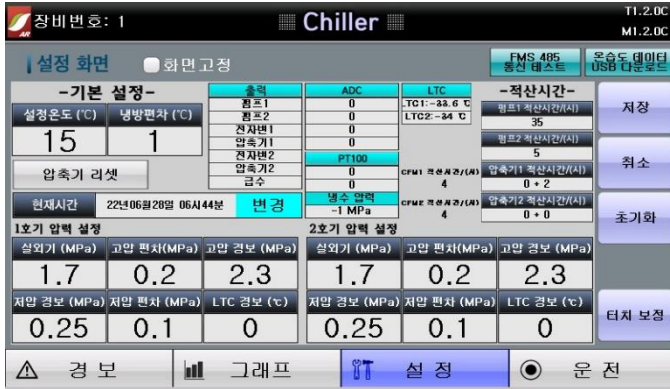 장비번호: 1
Chiller
T1.2.0C
M1.2.0C
AR
설정 화면
화면고정
FMS 485
통신 테스트
온습도 데이터
USB 다운로드
-기본 설정-
설정온도 (℃) 냉방편차 (℃)
15 1
압축기 리셋
출력
펌프1
펌프2
전자변1
압축기1
전자변2
압축기2
급수
ADC
0
0
0
0
PT100
0
0
냉수 압력
-1 MPa
LTC
LTC1:-33.6 ℃
LTC2:-34 ℃
CFM1 적산시간/(시)
4
CFM2 적산시간/(시)
4
-적산시간-
펌프1 적산시간/(시)
35
펌프2 적산시간/(시)
5
압축기1 적산시간/(시)
0 + 2
압축기2 적산시간/(시)
0 + 0
저장
취소
초기화
터치 보정
현재시간 22년06월28일 06시44분 변경
1호기 압력 설정
실외기 (MPa) 고압 편차(MPa) 고압 경보 (MPa)
1.7 0.2 2.3
저압 경보 (MPa) 저압 편차 (MPa) LTC 경보 (℃)
0.25 0.1 0
2호기 압력 설정
실외기 (MPa) 고압 편차(MPa) 고압 경보 (MPa)
1.7 0.2 2.3
저압 경보 (MPa) 저압 편차 (MPa) LTC 경보 (℃)
0.25 0.1 0
경 보
그래프
설 정
운 전